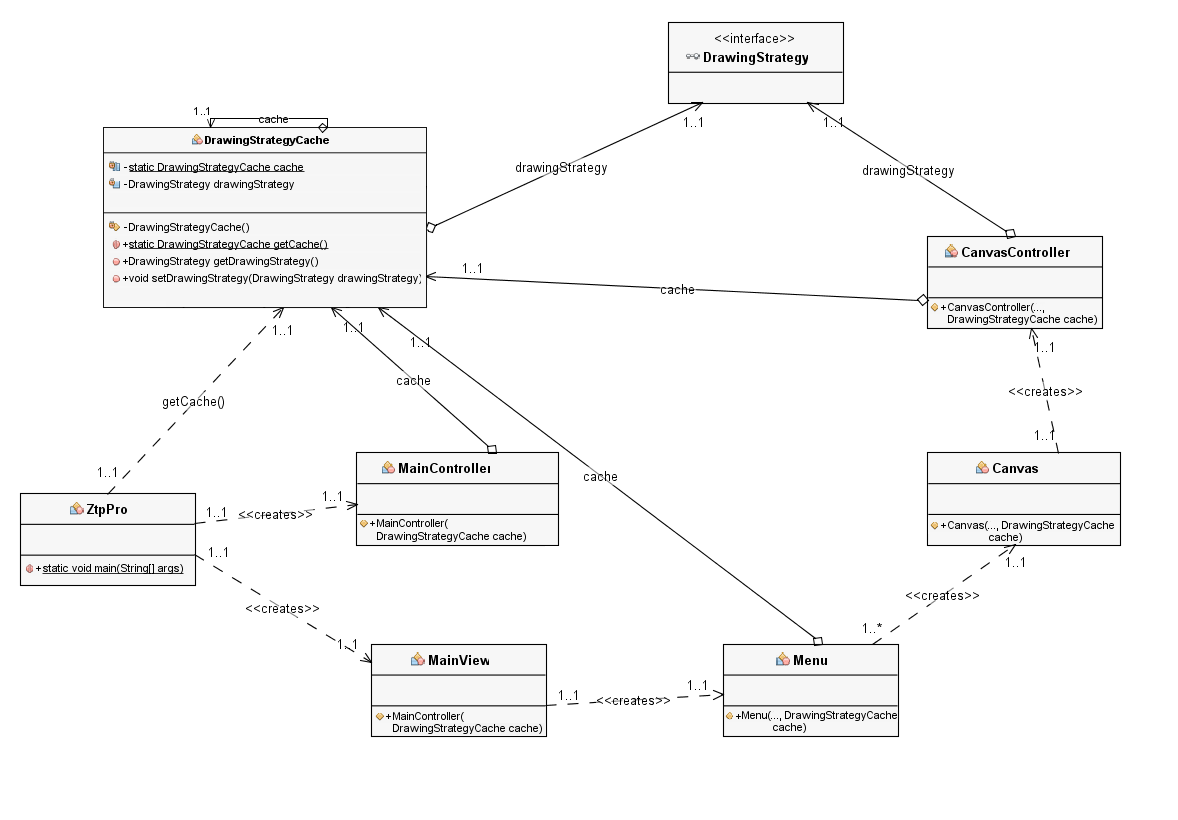 <<interface>>
DrawingStrategy
1..1
1..1
1..1
cache
DrawingStrategyCache
-static DrawingStrategyCache cache
-DrawingStrategy drawingStrategy
-DrawingStrategyCache()
+static DrawingStrategyCache getCache()
+DrawingStrategy getDrawingStrategy()
+void setDrawingStrategy(DrawingStrategy drawingStrategy)
drawingStrategy
drawingStrategy
CanvasController
+CanvasController(...,
DrawingStrategyCache cache)
1..1
cache
1..1
1..1
1..1
1..1
cache
<<creates>>
getCache()
1..1
1..1
MainController
+MainController(
DrawingStrategyCache cache)
cache
Canvas
+Canvas(..., DrawingStrategyCache
cache)
ZtpPro
+static void main(String[] args)
1..1
<<creates>>
1..1
1..1
<<creates>>
1..1
1..1
<<creates>>
1..*
MainView
+MainController(
DrawingStrategyCache cache)
1..1
<<creates>>
1..1
Menu
+Menu(..., DrawingStrategyCache
cache)